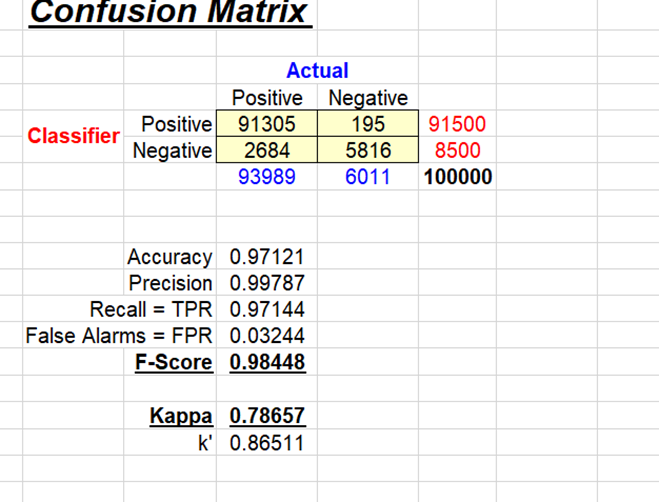 Confusion Matrix
Actual
Positive Negative
Classifier Positive 91305 195 91500
Negative 2684 5816 8500
93989 6011 100000
Accuracy 0.97121
Precision 0.99787
Recall = TPR 0.97144
False Alarms = FPR 0.03244
F-Score 0.98448
Kappa 0.78657
k' 0.86511